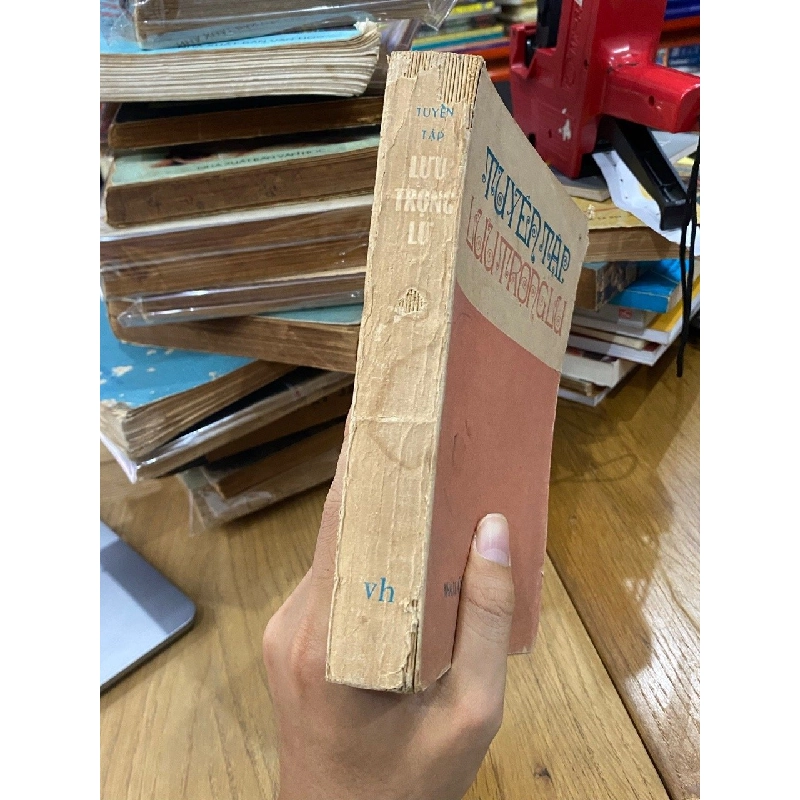 TUYỂN
TẬP
LƯU
TRỌNG
LƯ
vh
TUYỂN TẬP
LƯU TRỌNG LƯ